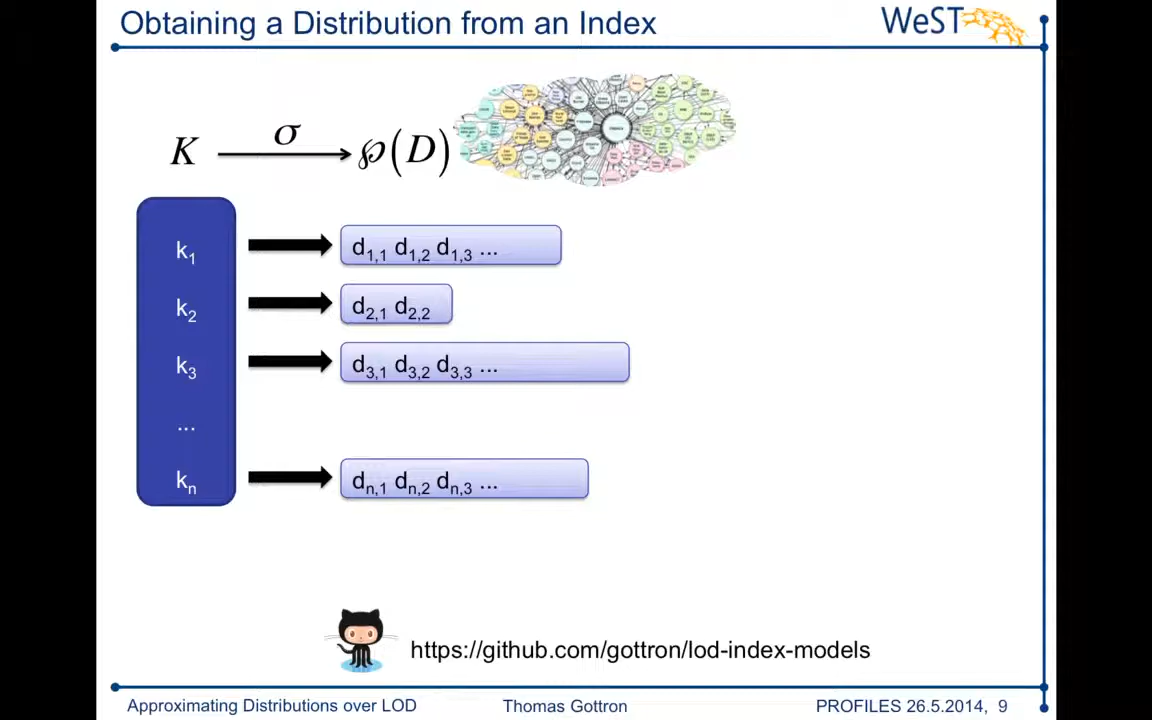 Obtaining a Distribution from an Index
WeST
K σ ℘(D)
k1 d1,1 d1,2 d1,3 ...
k2 d2,1 d2,2
k3 d3,1 d3,2 d3,3 ...
...
kn dn,1 dn,2 dn,3 ...
https://github.com/gottron/lod-index-models
Approximating Distributions over LOD Thomas Gottron PROFILES 26.5.2014, 9